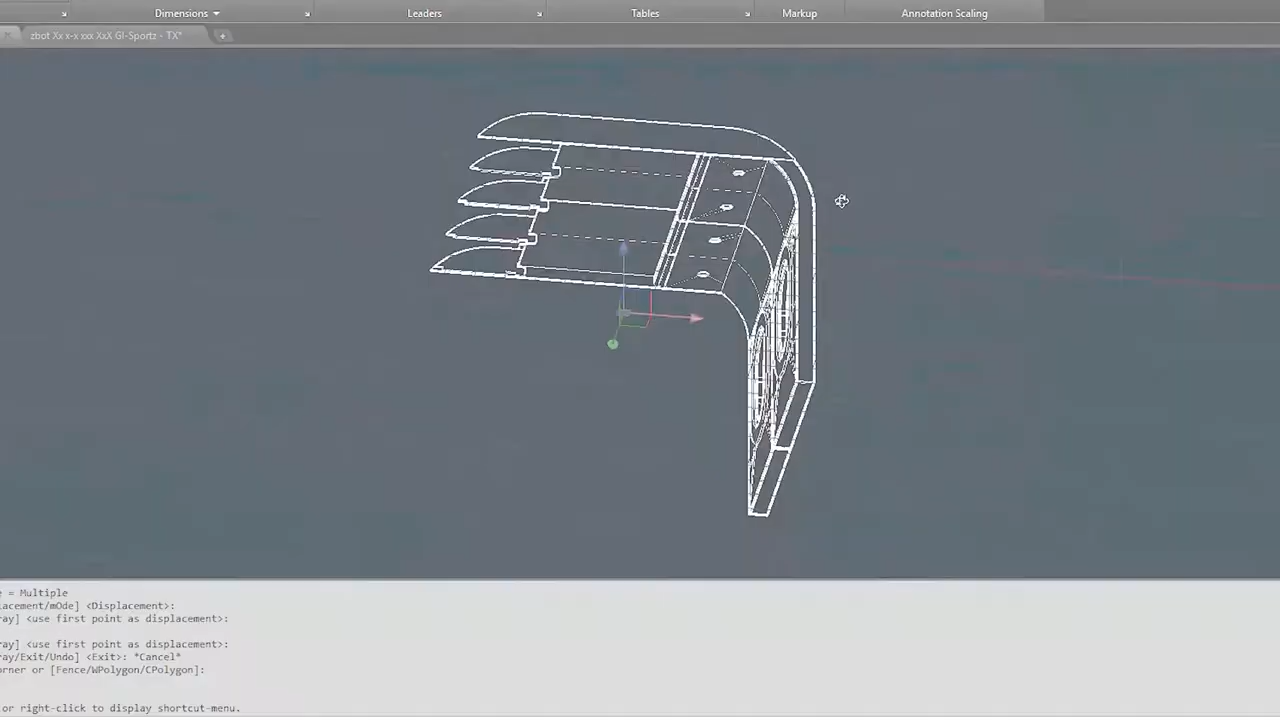 Dimensions
Leaders
Tables
Markup
Annotation Scaling
= Multiple
lacement/mOde] <Displacement>:
ray] <use first point as displacement>:
ray] <use first point as displacement>:
ray/Exit/Undo] <Exit>: *Cancel*
orner or [Fence/WPolygon/CPolygon]:
or right-click to display shortcut-menu.